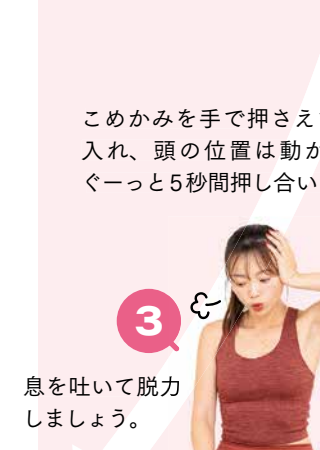 こめかみを手で押さえ
入れ、頭の位置は動か
ぐーっと5秒間押し合い
3
息を吐いて脱力
しましょう。